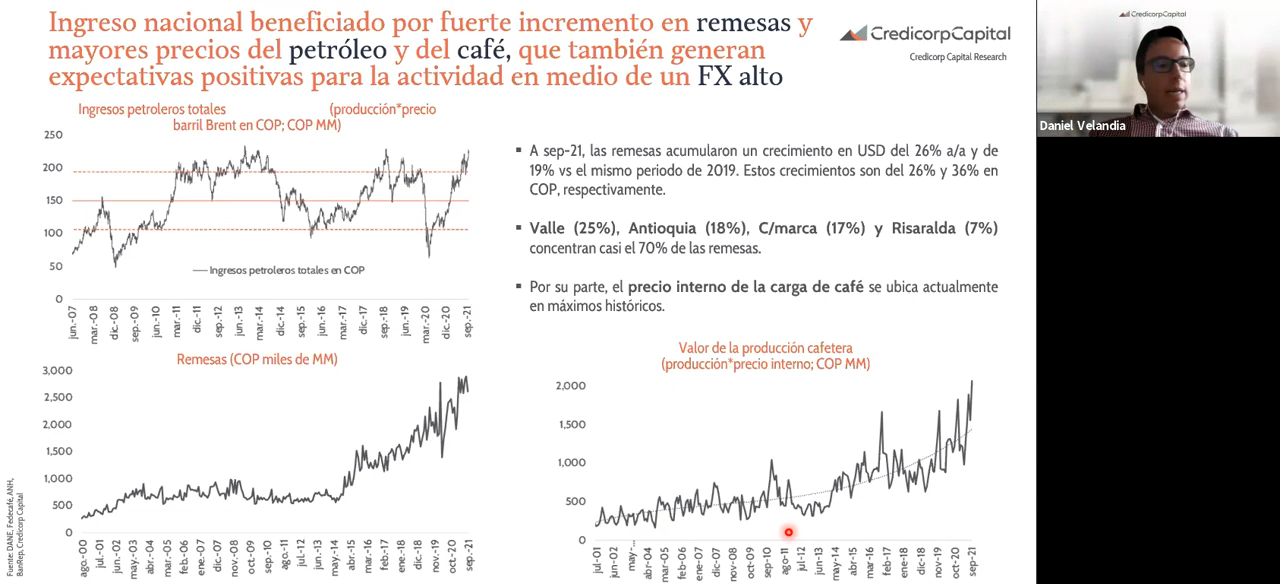 Ingreso nacional beneficiado por fuerte incremento en remesas y
mayores precios del petróleo y del café, que también generan
expectativas positivas para la actividad en medio de un FX alto
CredicorpCapital
Credicorp Capital Research
CredicorpCapital
Daniel Velandia
Ingresos petroleros totales (producción*precio
barril Brent en COP; COP MM)
250
200
150
100
50
0
Ingresos petroleros totales en COP
jun.-07
mar.-08
dic.-08
sep.-09
jun.-10
mar.-11
dic.-11
sep.-12
jun.-13
mar.-14
dic.-14
sep.-15
jun.-16
mar.-17
dic.-17
sep.-18
jun.-19
mar.-20
dic.-20
sep.-21
▪ A sep-21, las remesas acumularon un crecimiento en USD del 26% a/a y de
19% vs el mismo periodo de 2019. Estos crecimientos son del 26% y 36% en
COP, respectivamente.
▪ Valle (25%), Antioquia (18%), C/marca (17%) y Risaralda (7%)
concentran casi el 70% de las remesas.
▪ Por su parte, el precio interno de la carga de café se ubica actualmente
en máximos históricos.
Remesas (COP miles de MM)
3,000
2,500
2,000
1,500
1,000
500
0
ago.-00
jul.-01
jun.-02
may.-03
abr.-04
mar.-05
feb.-06
ene.-07
dic.-07
nov.-08
oct.-09
sep.-10
ago.-11
jul.-12
jun.-13
may.-14
abr.-15
mar.-16
feb.-17
ene.-18
dic.-18
nov.-19
oct.-20
sep.-21
Valor de la producción cafetera
(producción*precio interno; COP MM)
2,000
1,500
1,000
500
0
jul-01
jun-02
may-...
abr-04
mar-05
feb-06
ene-07
dic-07
nov-08
oct-09
sep-10
ago-11
jul-12
jun-13
may-14
abr-15
mar-16
feb-17
ene-18
dic-18
nov-19
oct-20
sep-21
Fuente: DANE, Fedecafé, ANH,
BanRep, Credicorp Capital